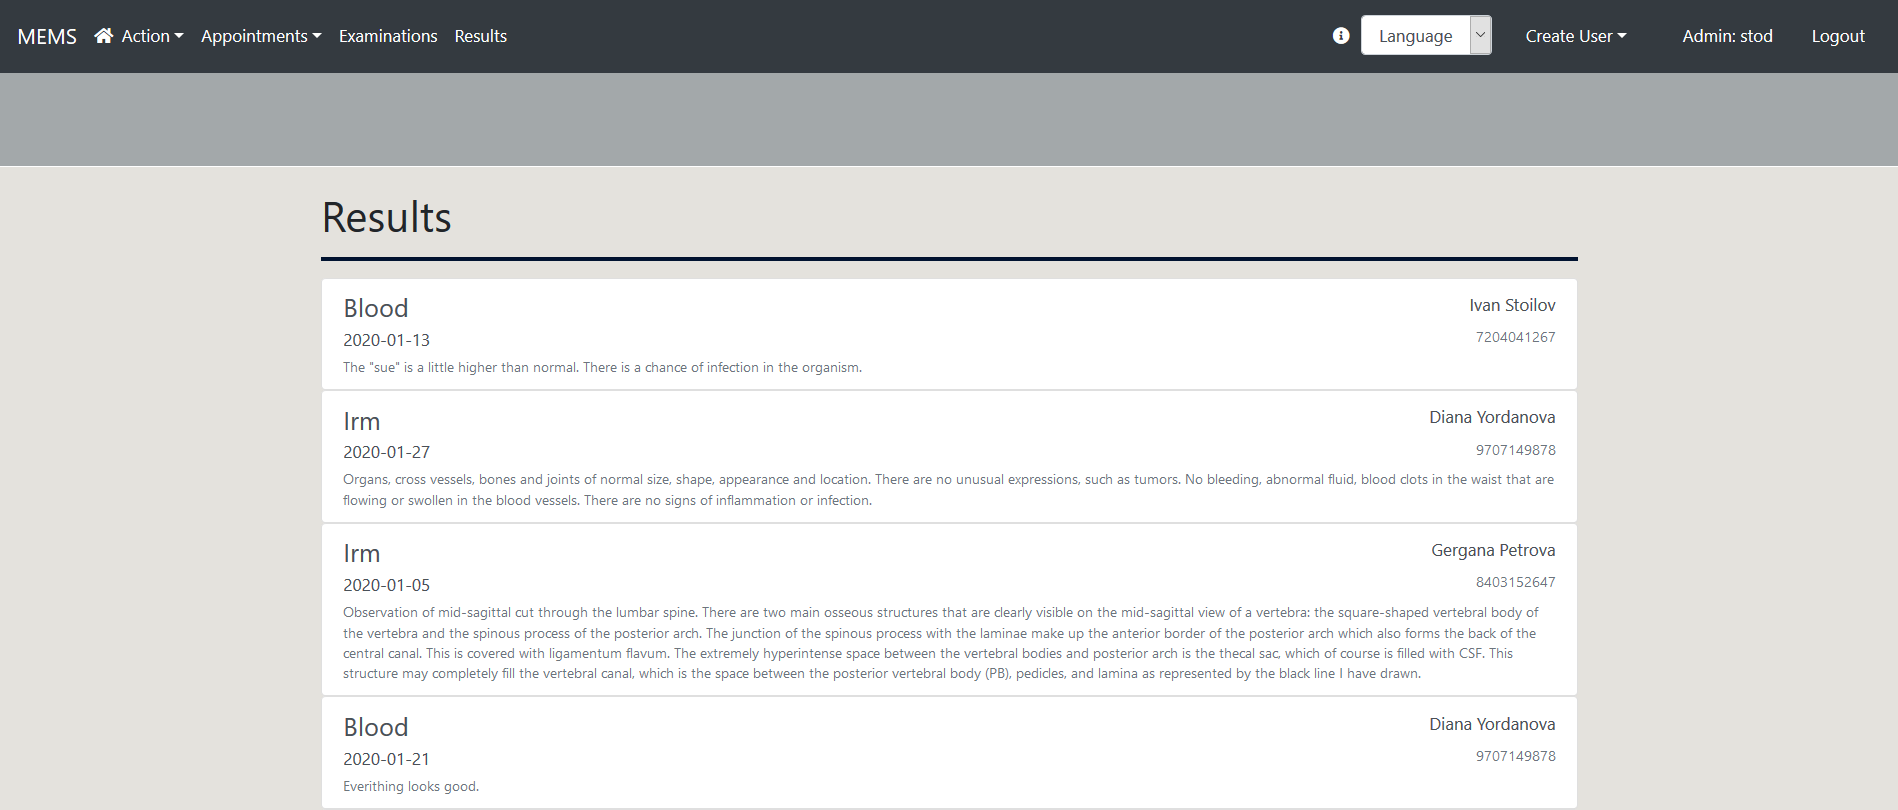 MEMS Action Appointments Examinations Results Language Create User Admin: stod Logout
Results
Blood
Ivan Stoilov
2020-01-13
7204041267
The "sue" is a little higher than normal. There is a chance of infection in the organism.
Irm
Diana Yordanova
2020-01-27
9707149878
Organs, cross vessels, bones and joints of normal size, shape, appearance and location. There are no unusual expressions, such as tumors. No bleeding, abnormal fluid, blood clots in the waist that are
flowing or swollen in the blood vessels. There are no signs of inflammation or infection.
Irm
Gergana Petrova
2020-01-05
8403152647
Observation of mid-sagittal cut through the lumbar spine. There are two main osseous structures that are clearly visible on the mid-sagittal view of a vertebra: the square-shaped vertebral body of
the vertebra and the spinous process of the posterior arch. The junction of the spinous process with the laminae make up the anterior border of the posterior arch which also forms the back of the
central canal. This is covered with ligamentum flavum. The extremely hyperintense space between the vertebral bodies and posterior arch is the thecal sac, which of course is filled with CSF. This
structure may completely fill the vertebral canal, which is the space between the posterior vertebral body (PB), pedicles, and lamina as represented by the black line I have drawn.
Blood
Diana Yordanova
2020-01-21
9707149878
Everithing looks good.